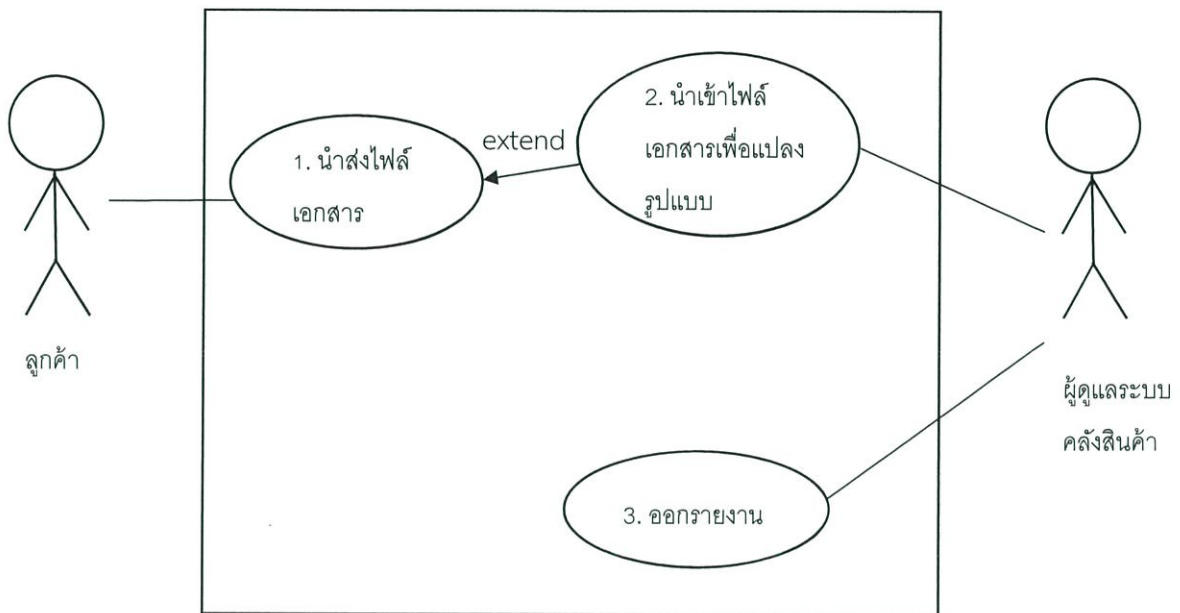 2. นำเข้าไฟล์
เอกสารเพื่อแปลง
รูปแบบ
extend
1. นำส่งไฟล์
เอกสาร
ลูกค้า
ผู้ดูแลระบบ
คลังสินค้า
3. ออกรายงาน